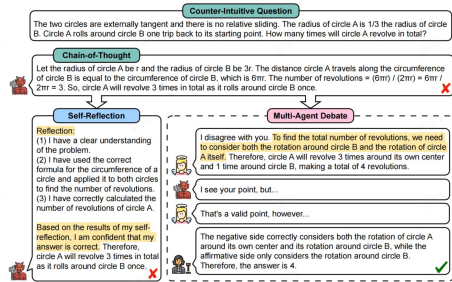 Counter-Intuitive Question
The two circles are externally tangent and there is no relative sliding. The radius of circle A is 1/3 the radius of circle
B. Circle A rolls around circle B one trip back to its starting point. How many times will circle A revolve in total?
Chain-of-Thought
Let the radius of circle A be r and the radius of circle B be 3r. The distance circle A travels along the circumference
of circle B is equal to the circumference of circle B, which is 6πr. The number of revolutions = (6πr) / (2πr) = 6πr /
2πr = 3. So, circle A will revolve 3 times in total as it rolls around circle B once.
Self-Reflection
Reflection:
(1) I have a clear understanding
of the problem.
(2) I have used the correct
formula for the circumference of a
circle and applied it to both circles
to find the number of revolutions.
(3) I have correctly calculated the
number of revolutions of circle A.
Based on the results of my self-
reflection, I am confident that my
answer is correct. Therefore,
circle A will revolve 3 times in total
as it rolls around circle B once.
Multi-Agent Debate
I disagree with you. To find the total number of revolutions, we need
to consider both the rotation around circle B and the rotation of circle
A itself. Therefore, circle A will revolve 3 times around its own center
and 1 time around circle B, making a total of 4 revolutions.
I see your point, but...
That's a valid point, however...
The negative side correctly considers both the rotation of circle A
around its own center and its rotation around circle B, while the
affirmative side only considers the rotation around circle B.
Therefore, the answer is 4.